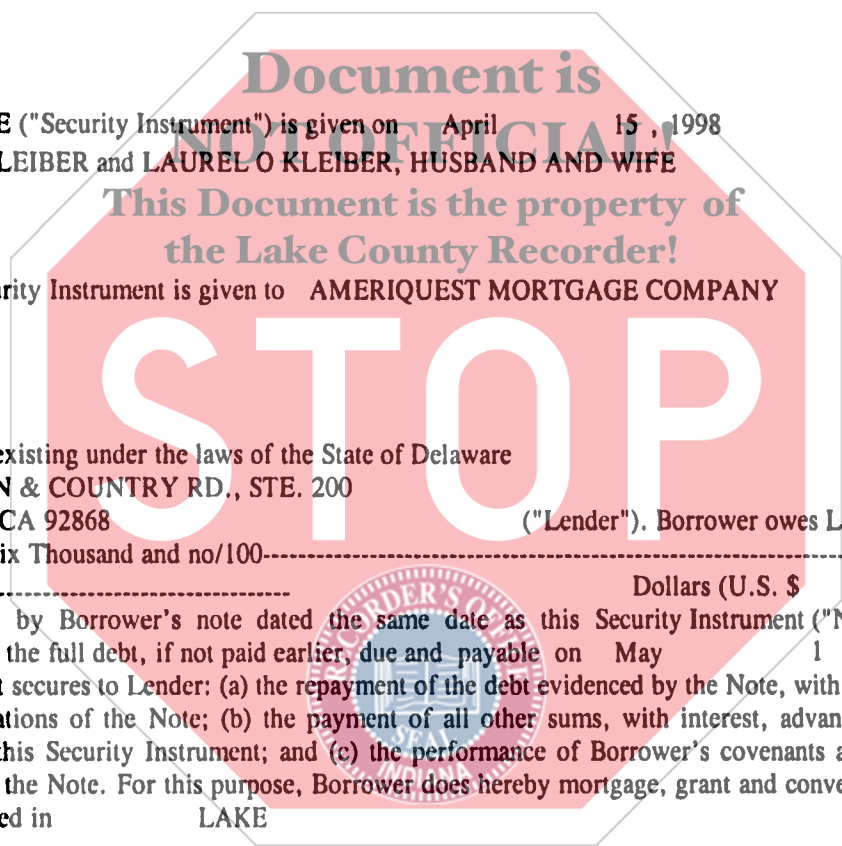 Document is
E ("Security Instrument") is given on April 15 , 1998
NOT OFFICIAL!
LEIBER and LAUREL O KLEIBER, HUSBAND AND WIFE
This Document is the property of
the Lake County Recorder!
rity Instrument is given to AMERIQUEST MORTGAGE COMPANY
STOP
existing under the laws of the State of Delaware
N & COUNTRY RD., STE. 200
CA 92868 ("Lender"). Borrower owes L
ix Thousand and no/100--------------------------------------------------------------------
----------------------------------- Dollars (U.S. $
by Borrower's note dated the same date as this Security Instrument ("N
the full debt, if not paid earlier, due and payable on May 1
t secures to Lender: (a) the repayment of the debt evidenced by the Note, with
ations of the Note; (b) the payment of all other sums, with interest, advan
this Security Instrument; and (c) the performance of Borrower's covenants a
the Note. For this purpose, Borrower does hereby mortgage, grant and conve
ed in LAKE
RECORDER'S OFFICE
SEAL
INDIANA